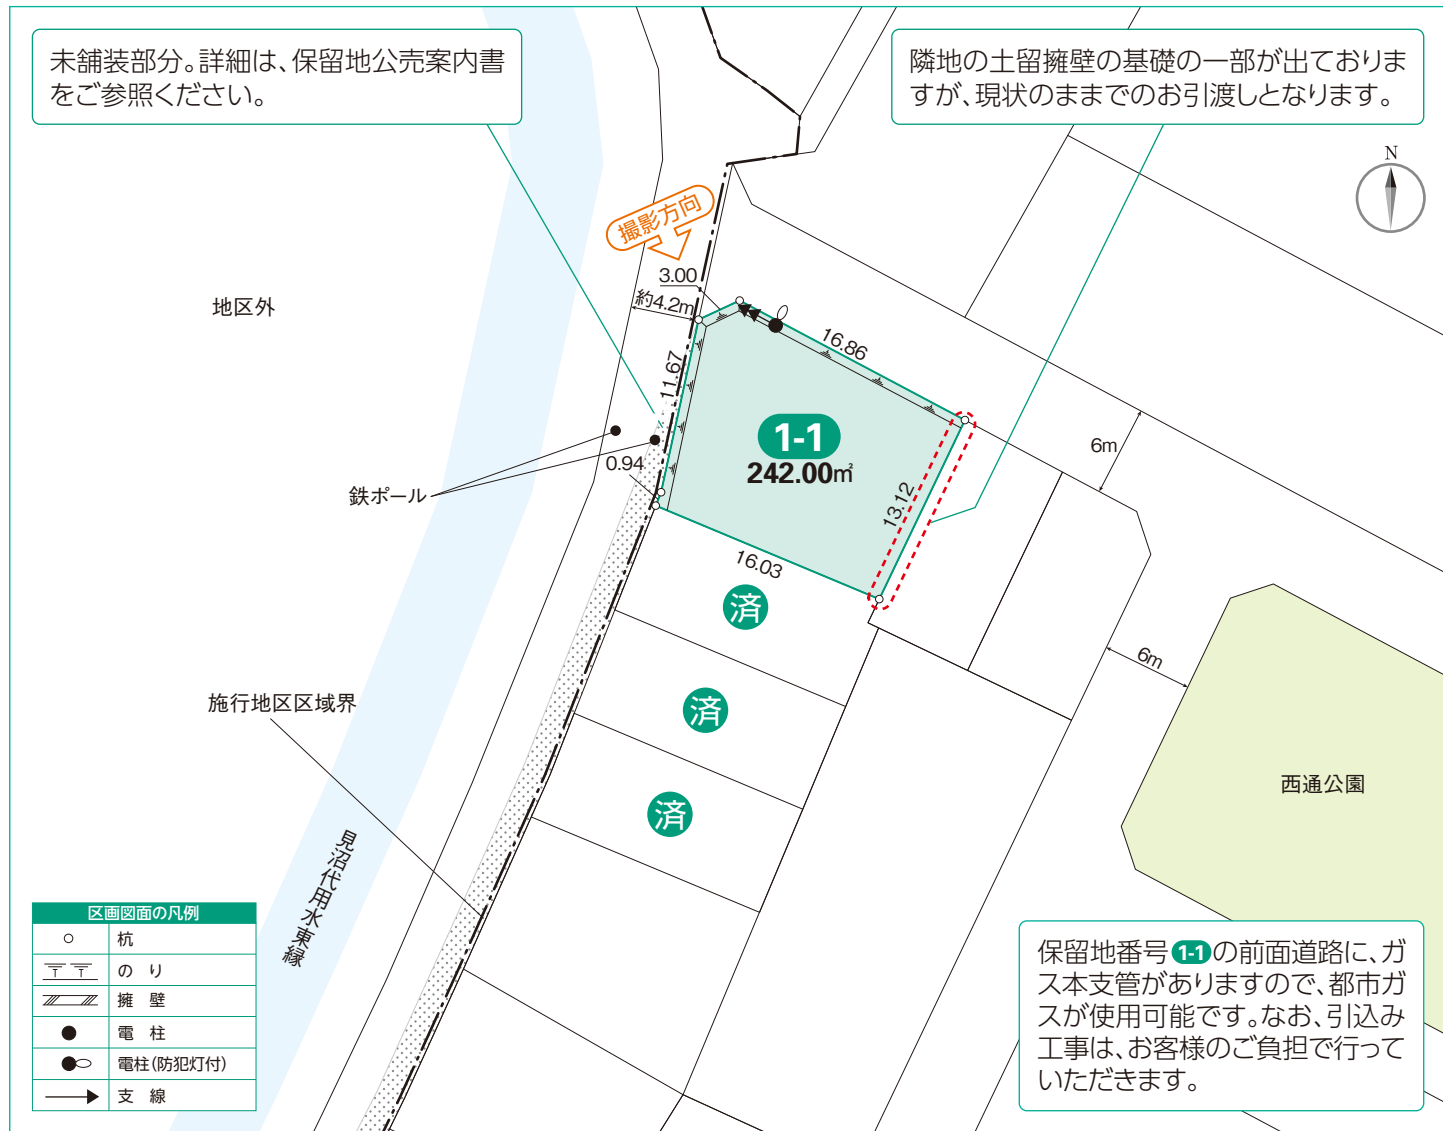 未舗装部分。詳細は、保留地公売案内書
をご参照ください。
隣地の土留擁壁の基礎の一部が出ておりま
すが、現状のままでのお引渡しとなります。
N
撮影方向
3.00
約4.2m
地区外
16.86
11.67
1-1
242.00㎡
6m
0.94
鉄ポール
13.12
16.03
済
6m
済
施行地区区域界
西通公園
済
見沼代用水東縁
区画図面の凡例
杭
のり
擁壁
電柱
電柱(防犯灯付)
支線
保留地番号1-1の前面道路に、ガ
ス本支管がありますので、都市ガ
スが使用可能です。なお、引込み
工事は、お客様のご負担で行って
いただきます。